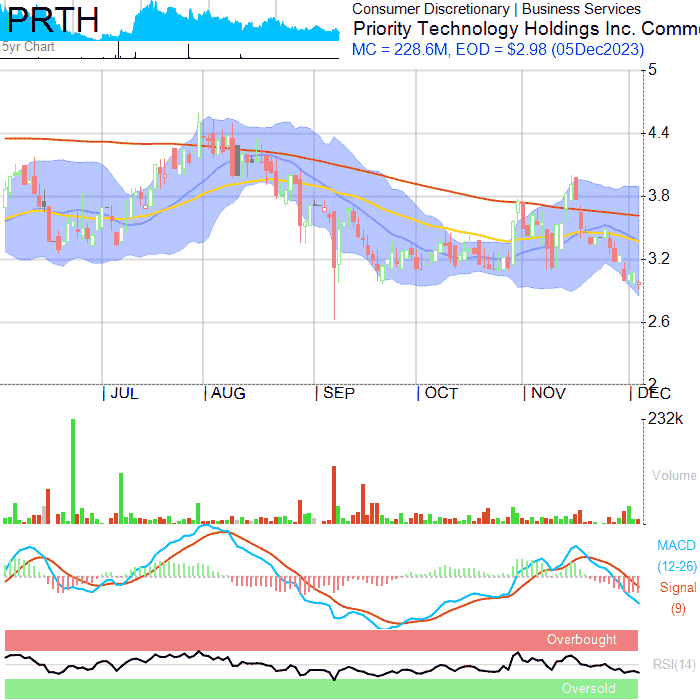 PRTH
5yr Chart
Consumer Discretionary | Business Services
Priority Technology Holdings Inc. Comm
MC = 228.6M, EOD = $2.98 (05Dec2023)
5
4.4
3.8
3.2
2.6
2
JUL
AUG
SEP
OCT
NOV
DEC
232k
Volume
MACD
(12-26)
Signal
(9)
Overbought
RSI(14)
Oversold